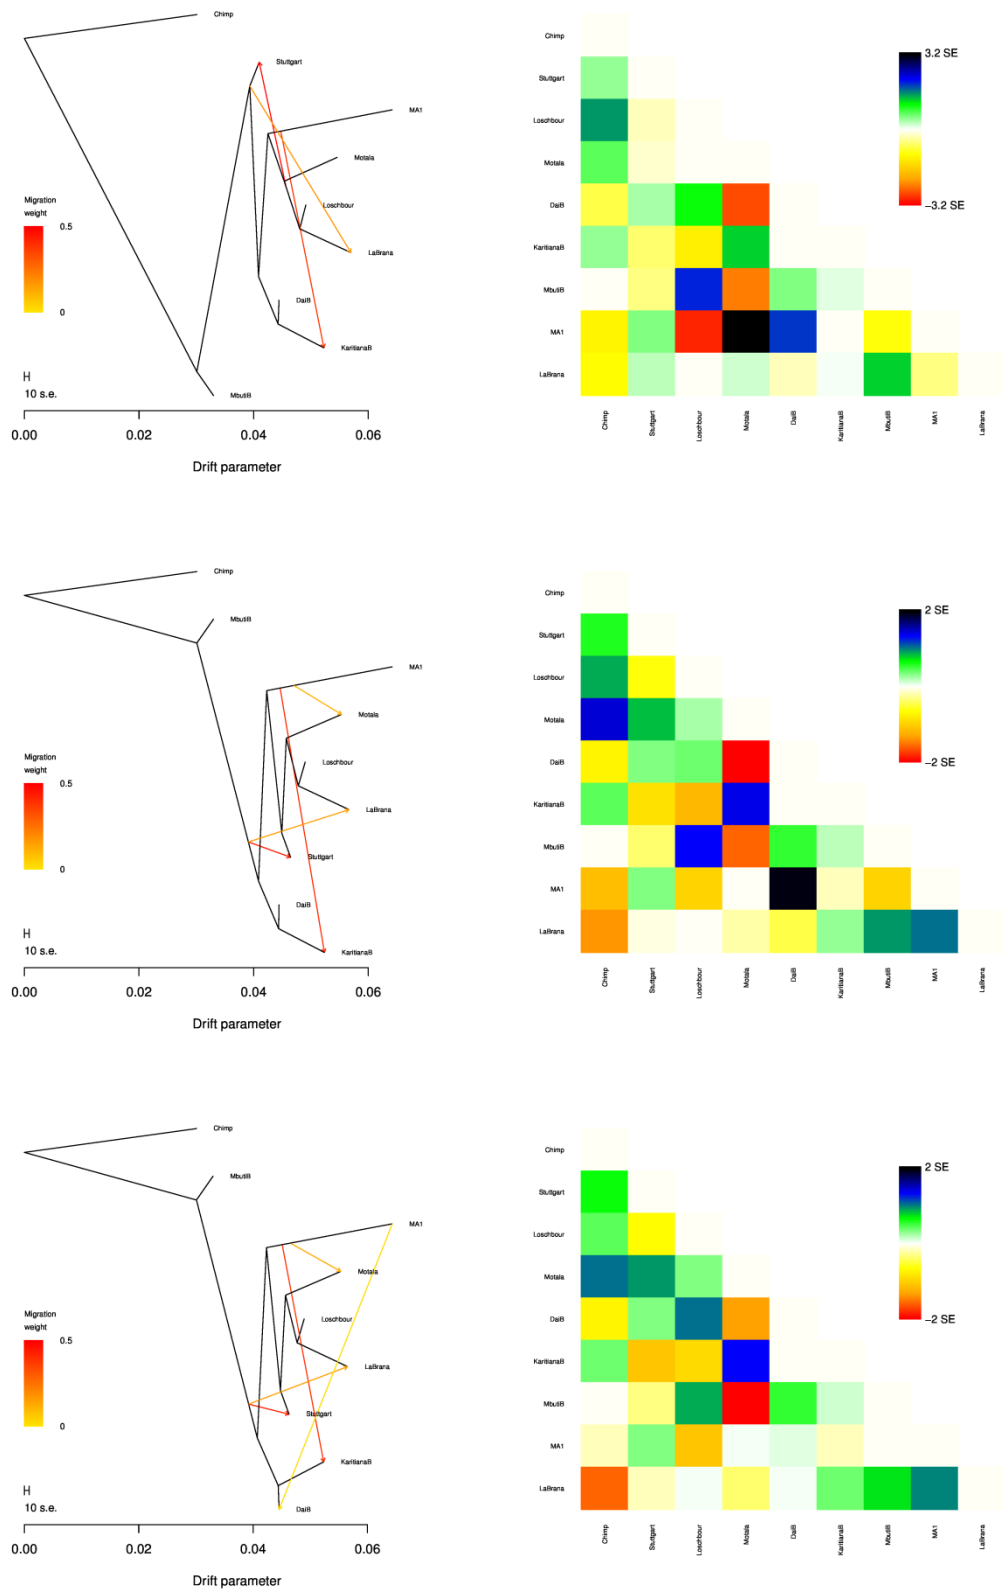 Chimp
Stuttgart
MA1
Motala
Loschbour
LaBrana
DaiB
KaritianaB
MbutiB
Migration
weight
0.5
0
10 s.e.
0.00 0.02 0.04 0.06
Drift parameter
Chimp
Stuttgart
Loschbour
Motala
DaiB
KaritianaB
MbutiB
MA1
LaBrana
3.2 SE
−3.2 SE
Chimp Stuttgart Loschbour Motala DaiB KaritianaB MbutiB MA1 LaBrana
Chimp
MbutiB
MA1
Motala
Loschbour
LaBrana
Stuttgart
DaiB
KaritianaB
Migration
weight
0.5
0
10 s.e.
0.00 0.02 0.04 0.06
Drift parameter
Chimp
Stuttgart
Loschbour
Motala
DaiB
KaritianaB
MbutiB
MA1
LaBrana
2 SE
−2 SE
Chimp Stuttgart Loschbour Motala DaiB KaritianaB MbutiB MA1 LaBrana
Chimp
MbutiB
MA1
Motala
Loschbour
LaBrana
Stuttgart
KaritianaB
DaiB
Migration
weight
0.5
0
10 s.e.
0.00 0.02 0.04 0.06
Drift parameter
Chimp
Stuttgart
Loschbour
Motala
DaiB
KaritianaB
MbutiB
MA1
LaBrana
2 SE
−2 SE
Chimp Stuttgart Loschbour Motala DaiB KaritianaB MbutiB MA1 LaBrana